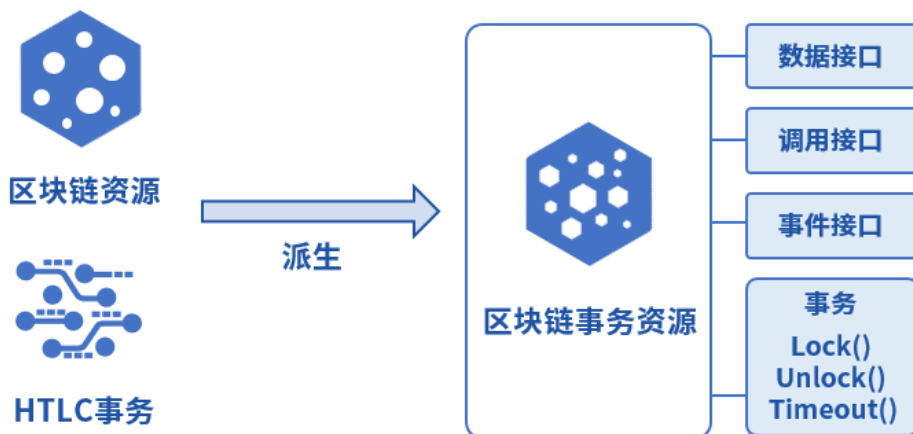 区块链资源
HTLC事务
派生
区块链事务资源
数据接口
调用接口
事件接口
事务
Lock()
Unlock()
Timeout()